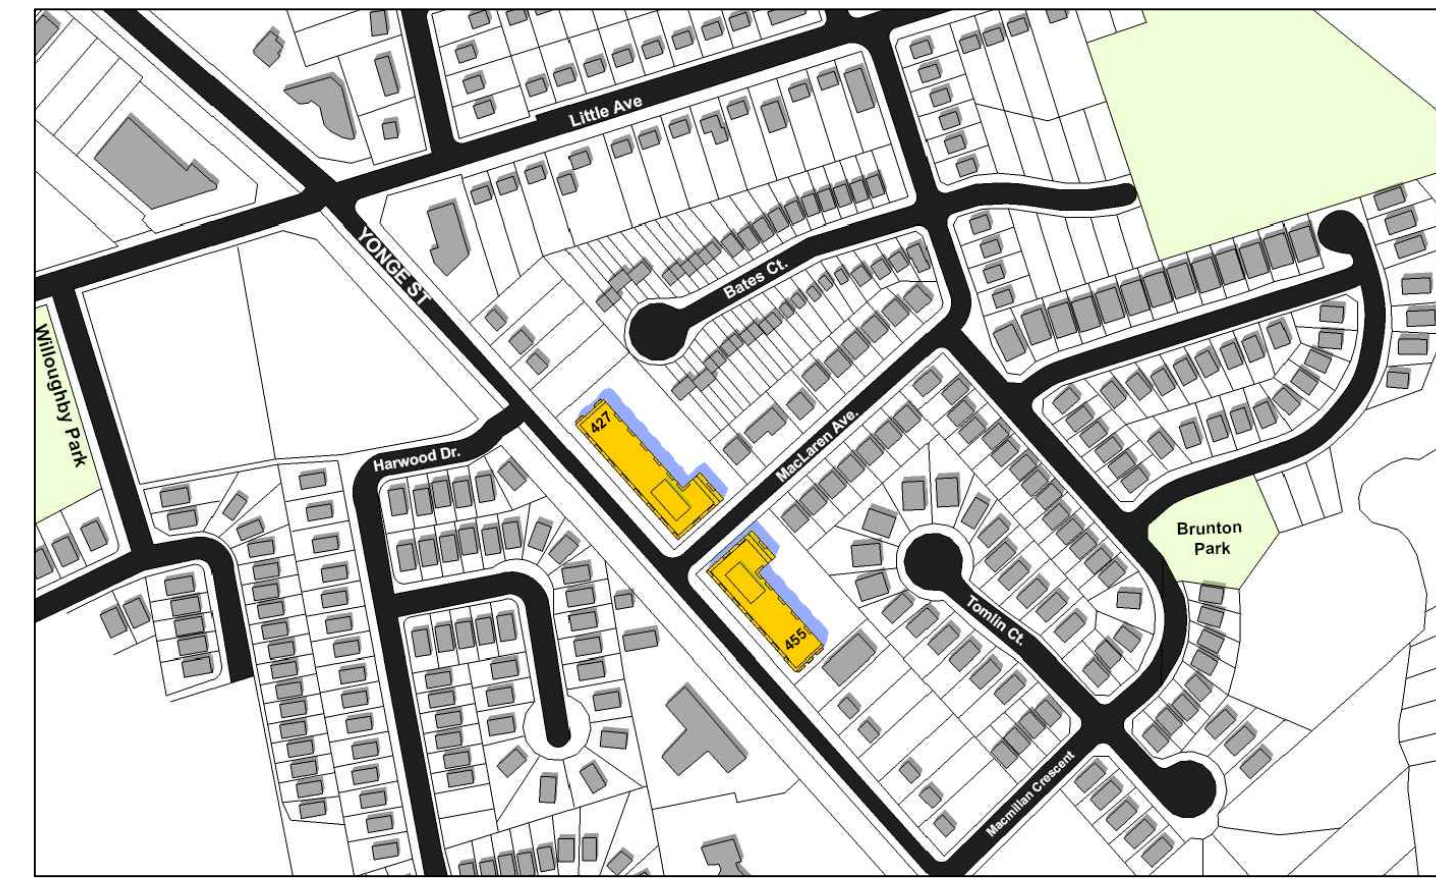 Little Ave
YONGE ST
Bates Ct.
Willoughby Park
427
MacLaren Ave.
Harwood Dr.
Brunton
Park
Tomlin Ct.
455
Macmillan Crescent